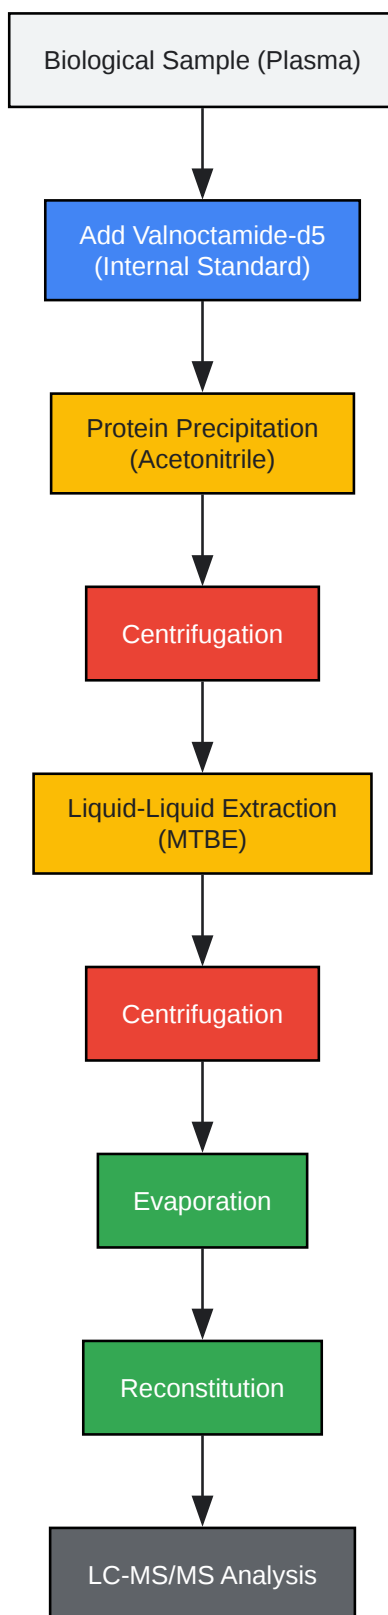 Biological Sample (Plasma)
Add Valnoctamide-d5
(Internal Standard)
Protein Precipitation
(Acetonitrile)
Centrifugation
Liquid-Liquid Extraction
(MTBE)
Centrifugation
Evaporation
Reconstitution
LC-MS/MS Analysis